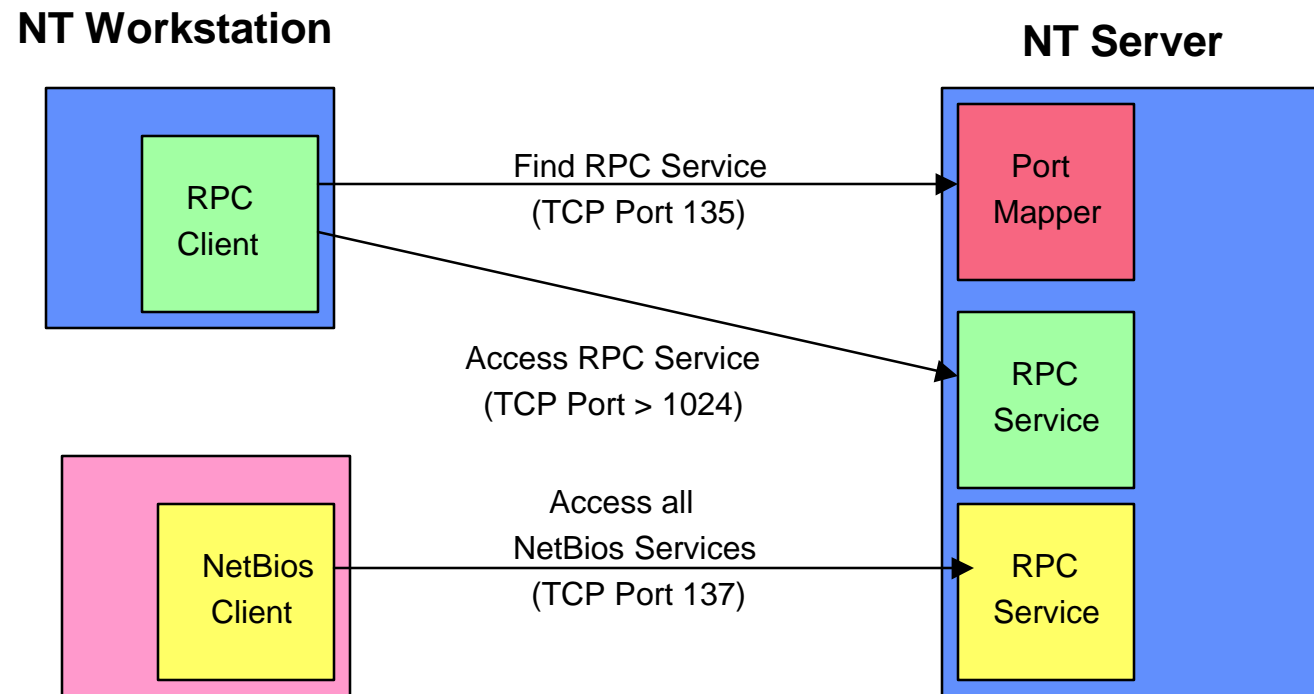 NT Workstation
NT Server
RPC
Client
Find RPC Service
(TCP Port 135)
Port
Mapper
Access RPC Service
(TCP Port > 1024)
RPC
Service
NetBios
Client
Access all
NetBios Services
(TCP Port 137)
RPC
Service